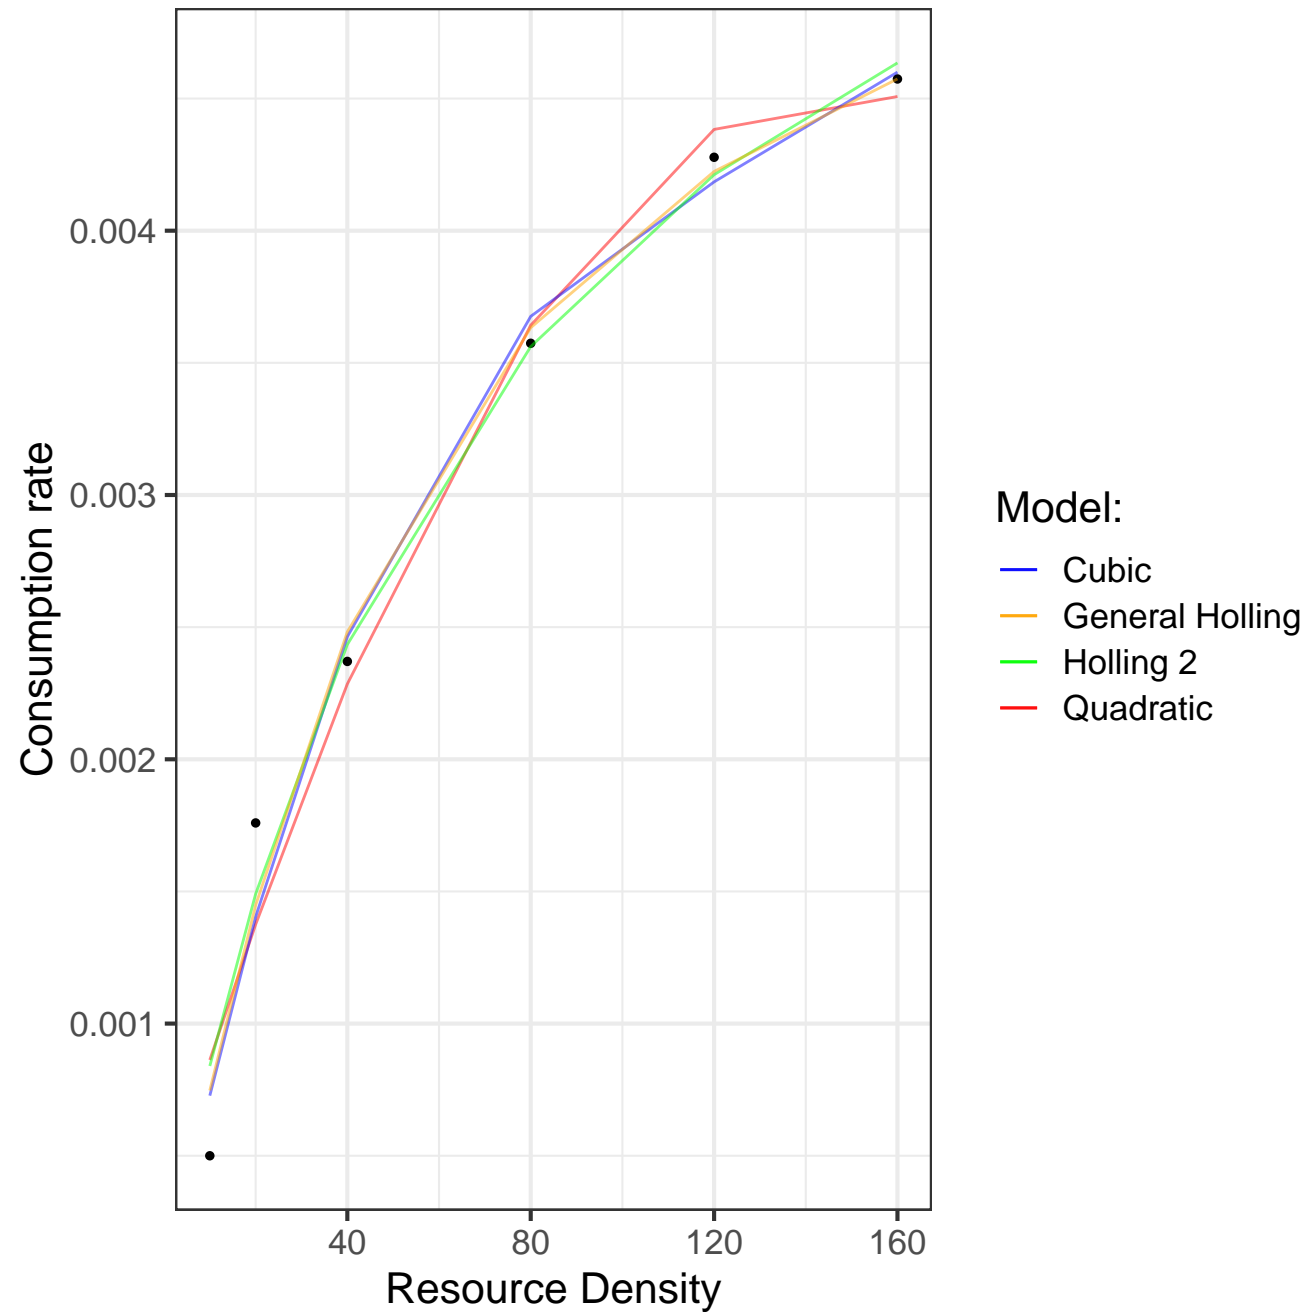 Consumption rate
0.004
0.003
0.002
0.001
40 80 120 160
Resource Density
Model:
Cubic
General Holling
Holling 2
Quadratic